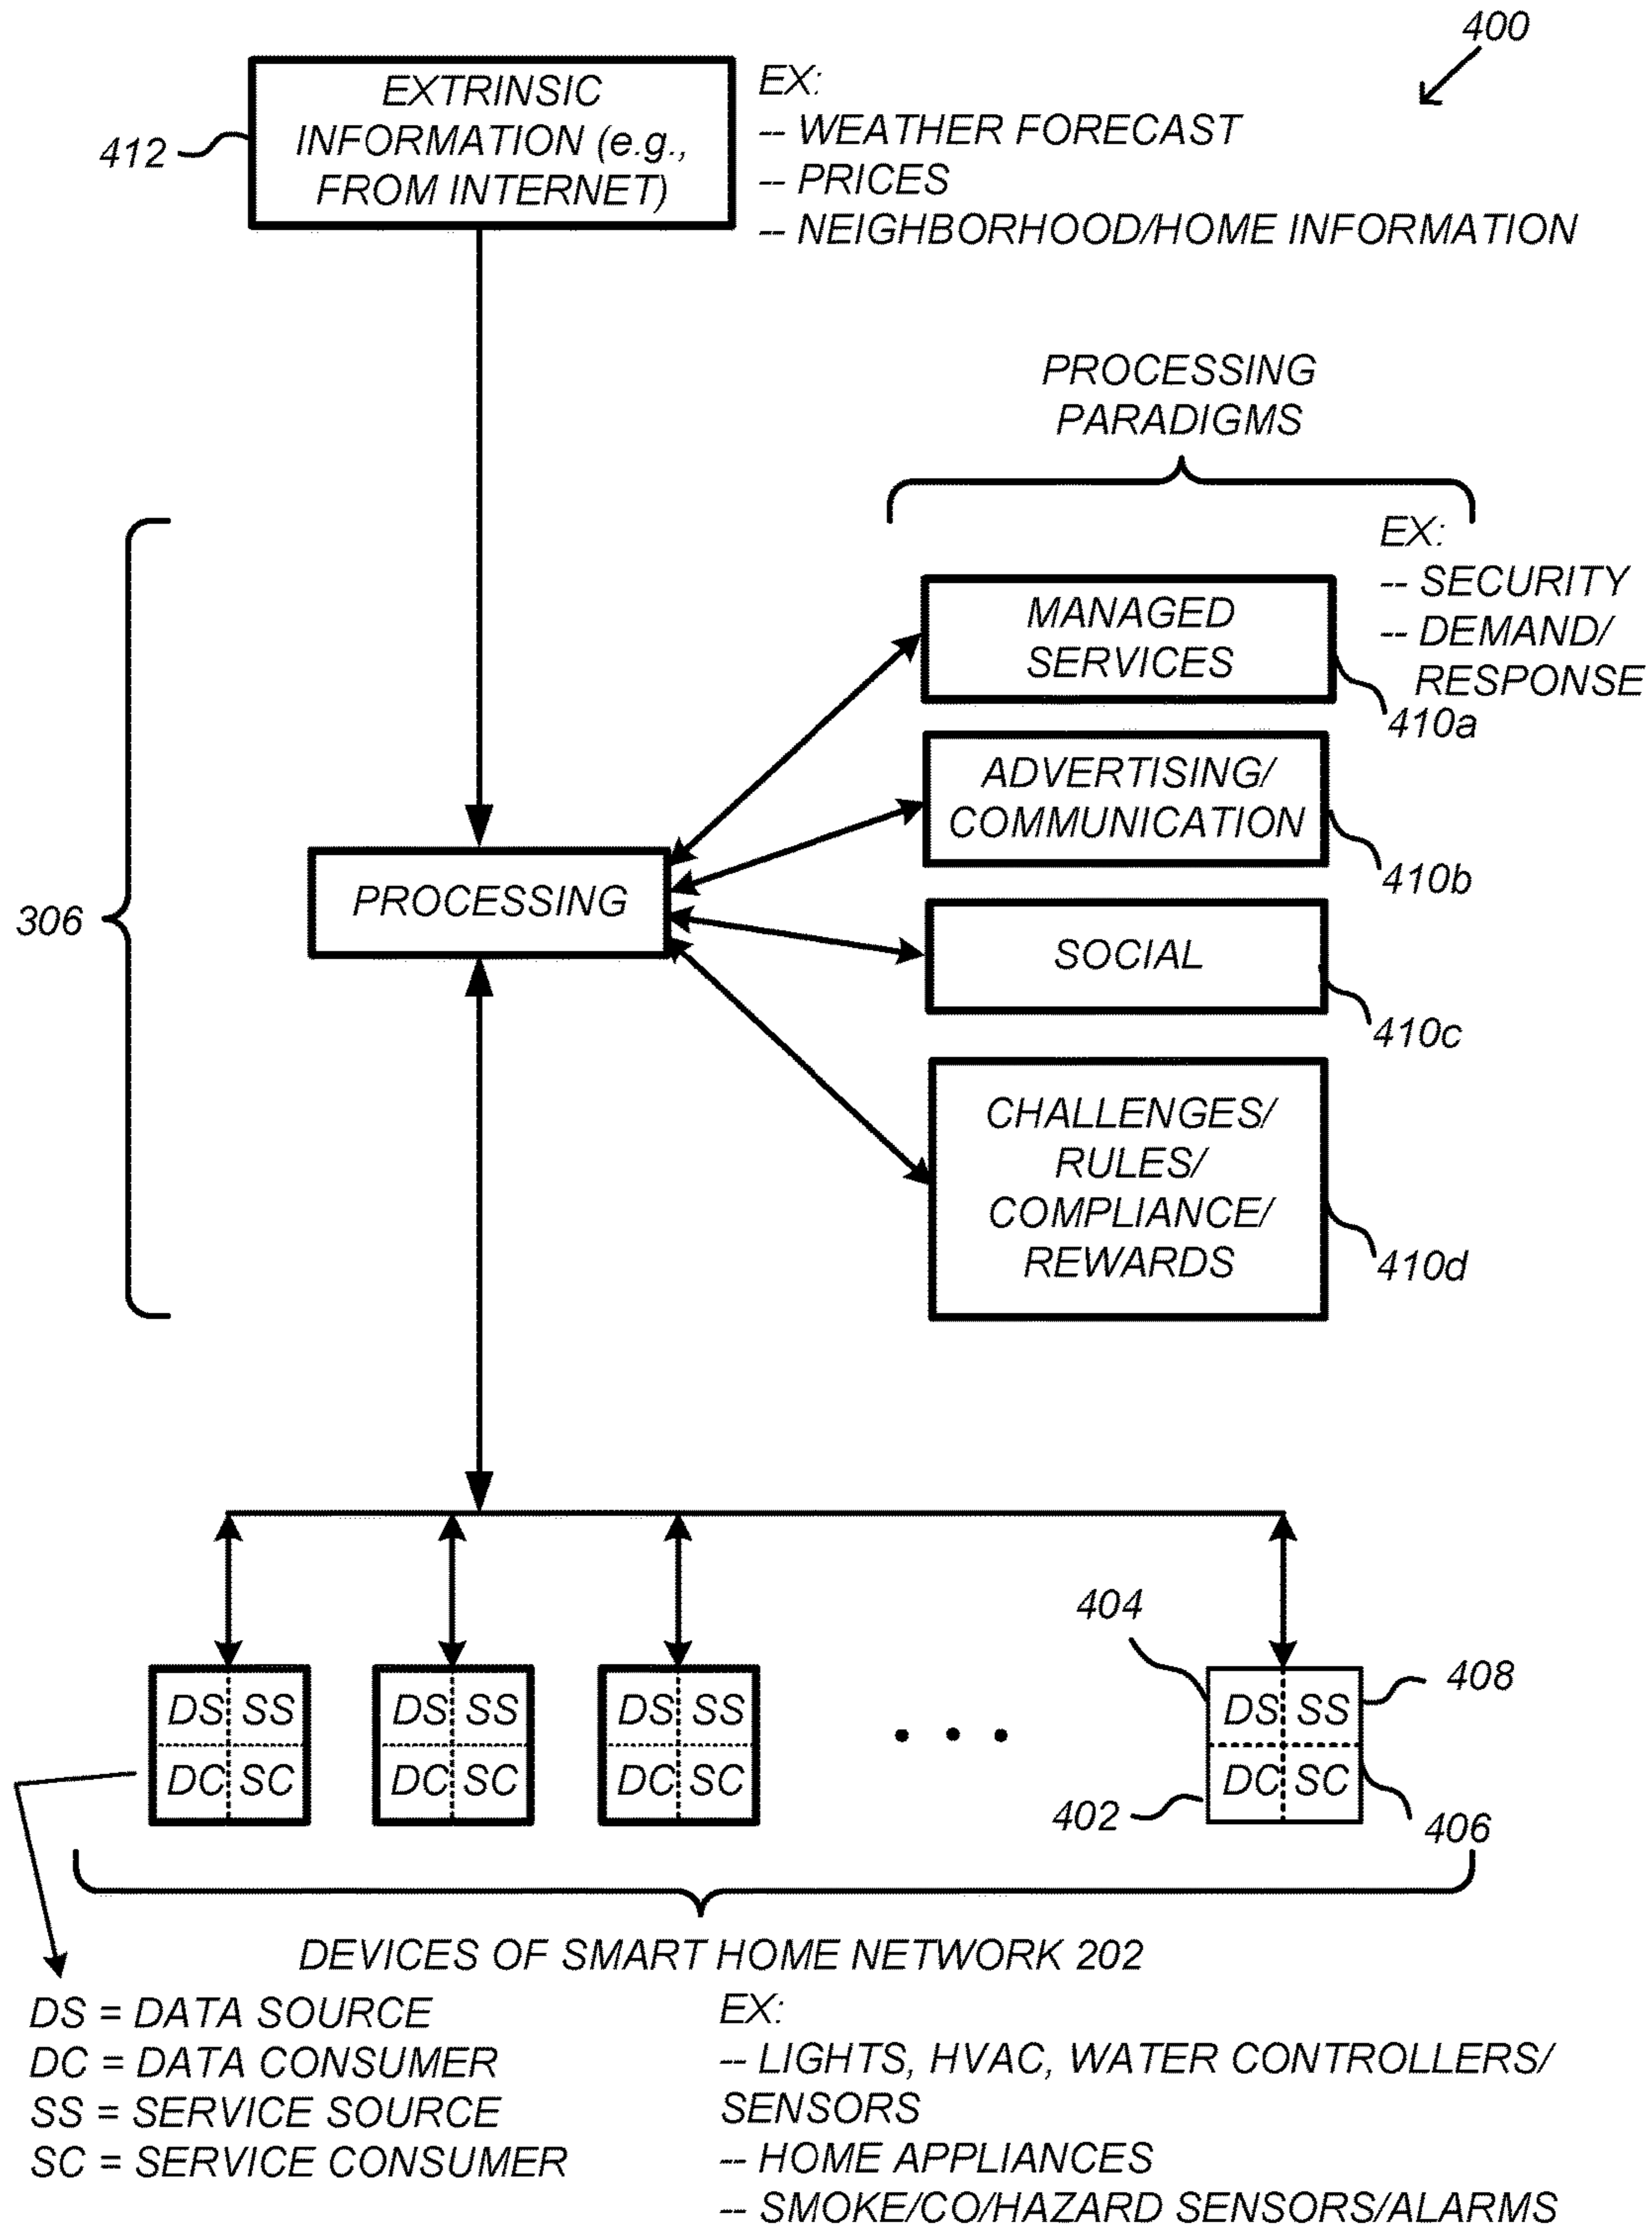 400
EXTRINSIC
INFORMATION (e.g.,
FROM INTERNET)
412
EX:
-- WEATHER FORECAST
-- PRICES
-- NEIGHBORHOOD/HOME INFORMATION
PROCESSING
PARADIGMS
EX:
-- SECURITY
-- DEMAND/
RESPONSE
MANAGED
SERVICES
410a
ADVERTISING/
COMMUNICATION
410b
PROCESSING
306
SOCIAL
410c
CHALLENGES/
RULES/
COMPLIANCE/
REWARDS
410d
404
408
DS SS
DC SC
DS SS
DC SC
DS SS
DC SC
. . .
DS SS
DC SC
402
406
DEVICES OF SMART HOME NETWORK 202
DS = DATA SOURCE
DC = DATA CONSUMER
SS = SERVICE SOURCE
SC = SERVICE CONSUMER
EX:
-- LIGHTS, HVAC, WATER CONTROLLERS/
SENSORS
-- HOME APPLIANCES
-- SMOKE/CO/HAZARD SENSORS/ALARMS